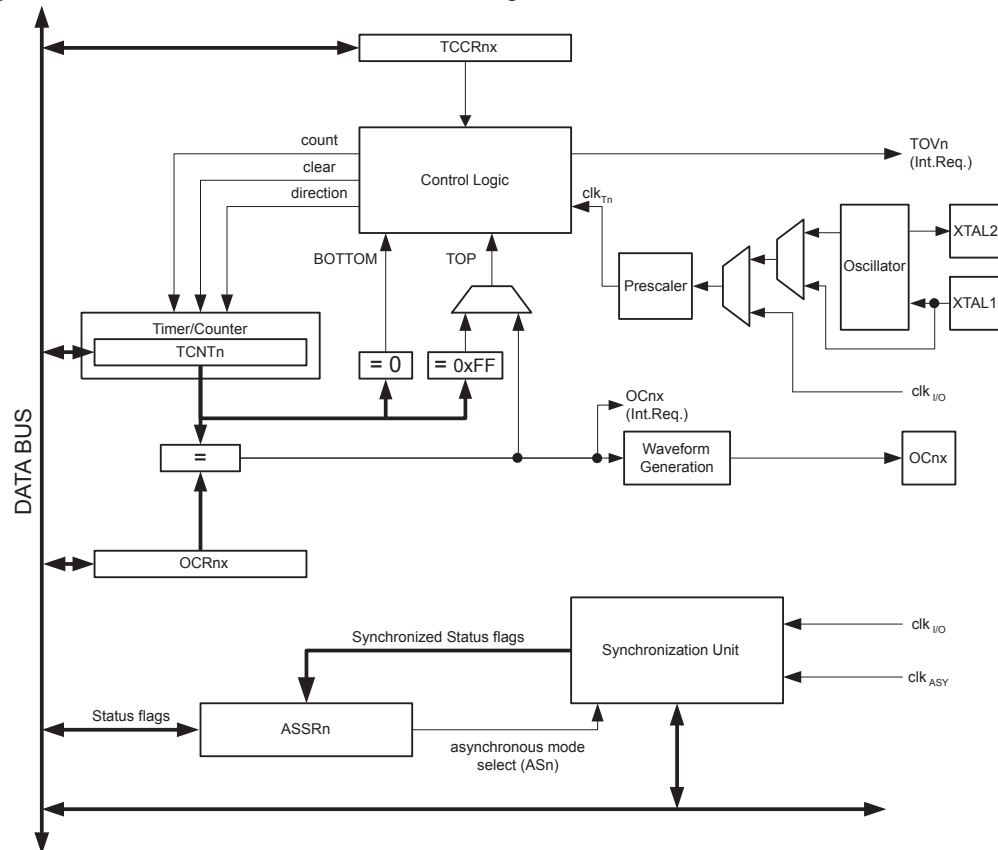 TCCRnx
count
clear
direction
Control Logic
TOVn
(Int.Req.)
clkTn
BOTTOM
TOP
Prescaler
Oscillator
XTAL2
XTAL1
Timer/Counter
TCNTn
= 0
= 0xFF
clkI/O
OCnx
(Int.Req.)
=
Waveform
Generation
OCnx
DATA BUS
OCRnx
Synchronized Status flags
Synchronization Unit
clkI/O
clkASY
Status flags
ASSRn
asynchronous mode
select (ASn)